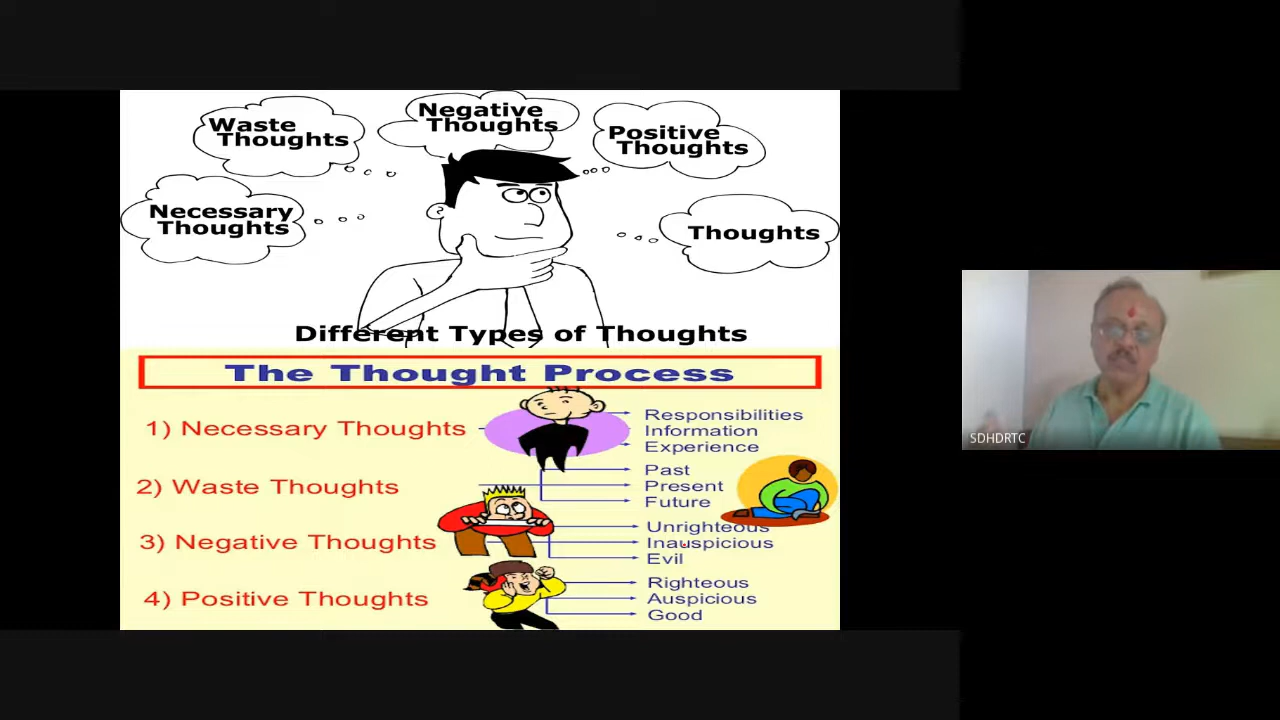 Negative
Thoughts
Waste
Thoughts
Positive
Thoughts
Necessary
Thoughts
Thoughts
Different Types of Thoughts
The Thought Process
1) Necessary Thoughts
Responsibilities
Information
Experience
2) Waste Thoughts
Past
Present
Future
3) Negative Thoughts
Unrighteous
Inauspicious
Evil
4) Positive Thoughts
Righteous
Auspicious
Good
SDHDRTC